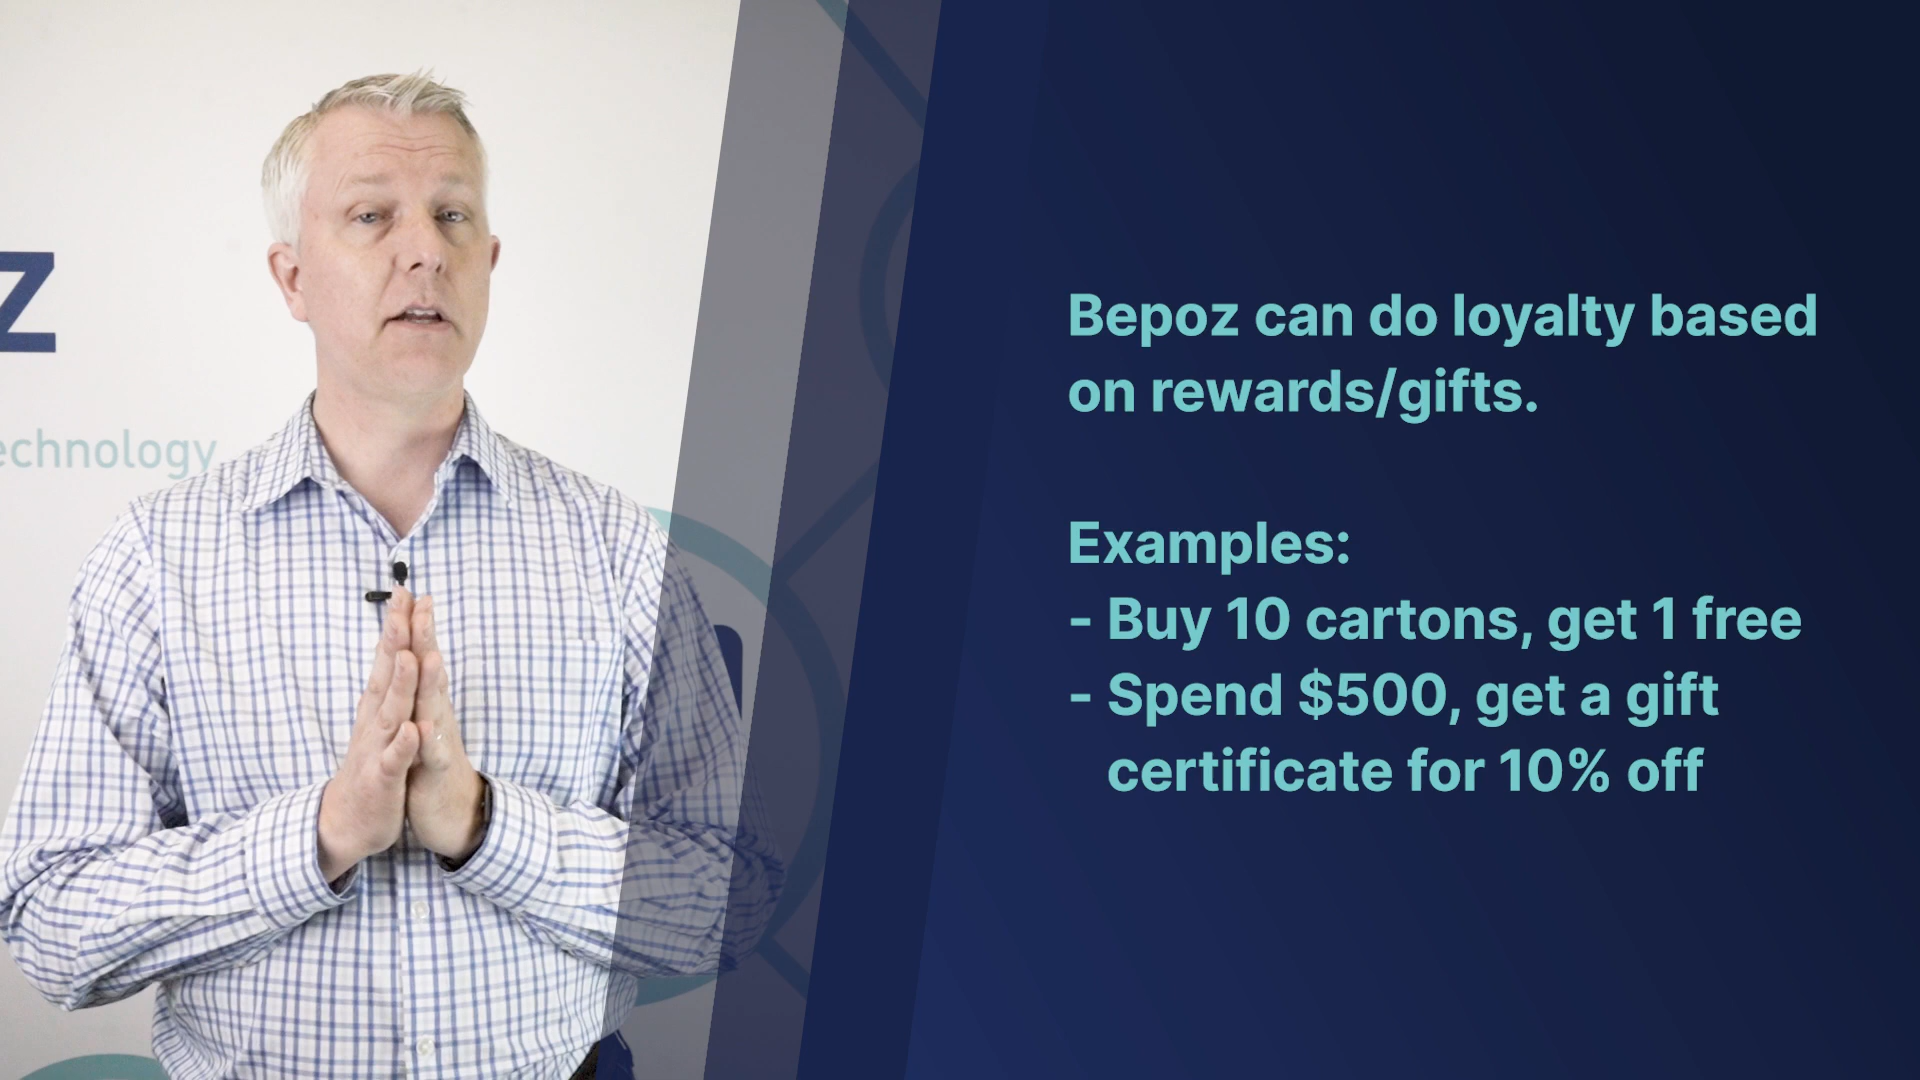 z
echnology
Bepoz can do loyalty based
on rewards/gifts.
Examples:
- Buy 10 cartons, get 1 free
- Spend $500, get a gift
certificate for 10% off